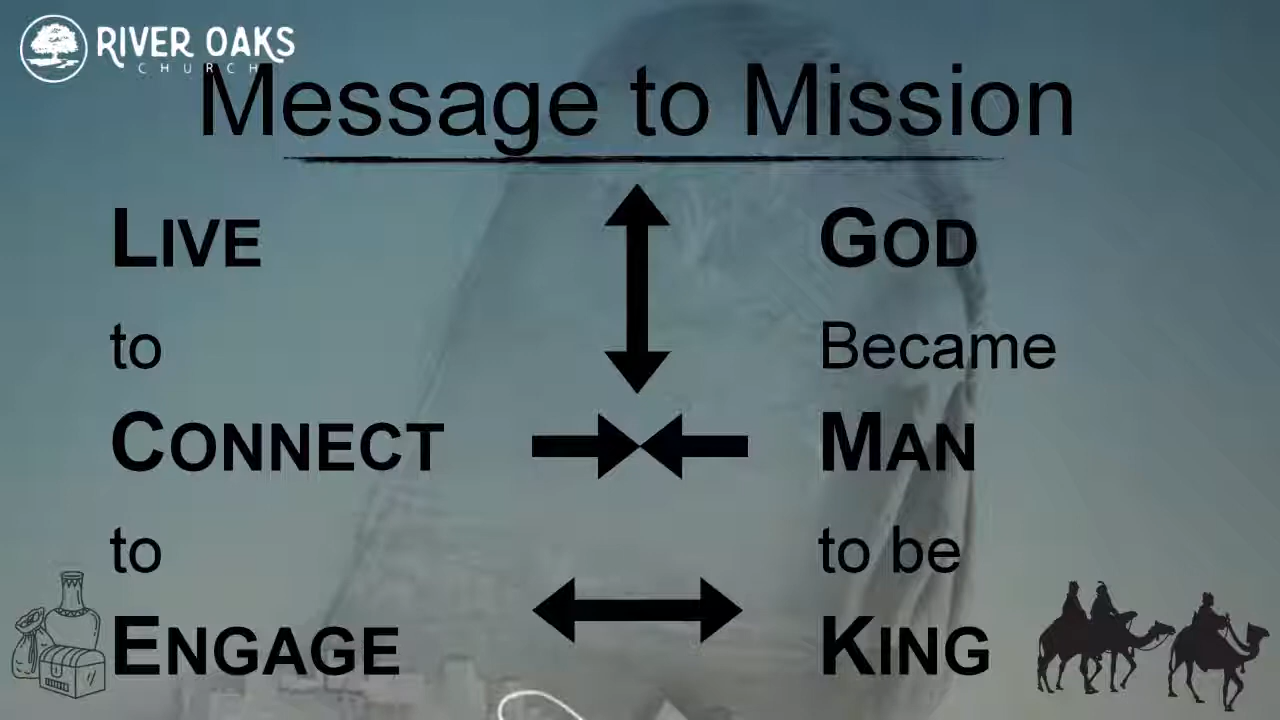 RIVER OAKS
CHURCH
Message to Mission
LIVE
to
CONNECT
to
ENGAGE
GOD
Became
MAN
to be
KING